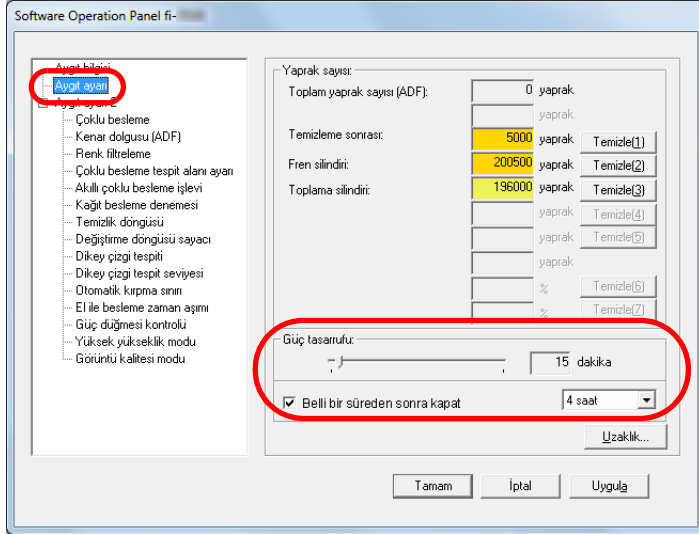 Software Operation Panel fi-
Aygıt bilgisi
Aygıt ayarı
Aygıt ayarı 2
Çoklu besleme
Kenar dolgusu (ADF)
Renk filtreleme
Çoklu besleme tespit alanı ayarı
Akıllı çoklu besleme işlevi
Kağıt besleme denemesi
Temizlik döngüsü
Değiştirme döngüsü sayacı
Dikey çizgi tespiti
Dikey çizgi tespit seviyesi
Otomatik kırpma sınırı
El ile besleme zaman aşımı
Güç düğmesi kontrolü
Yüksek yükseklik modu
Görüntü kalitesi modu
Yaprak sayısı:
Toplam yaprak sayısı (ADF): 0 yaprak
yaprak
Temizleme sonrası: 5000 yaprak Temizle(1)
Fren silindiri: 200500 yaprak Temizle(2)
Toplama silindiri: 196000 yaprak Temizle(3)
yaprak Temizle(4)
yaprak Temizle(5)
yaprak
% Temizle(6)
% Temizle(7)
Güç tasarrufu:
15 dakika
Belli bir süreden sonra kapat 4 saat
Uzaklık...
Tamam İptal Uygula